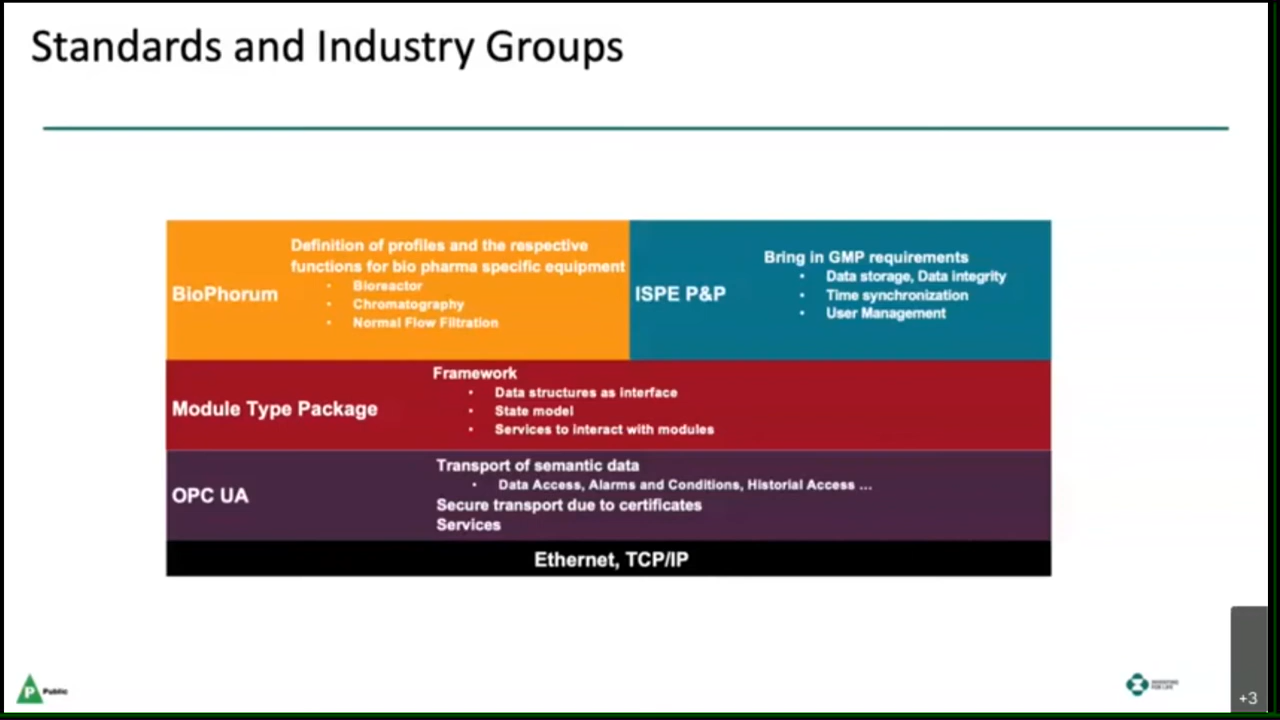 Standards and Industry Groups
BioPhorum
Definition of profiles and the respective
functions for bio pharma specific equipment
• Bioreactor
• Chromatography
• Normal Flow Filtration
ISPE P&P
Bring in GMP requirements
• Data storage, Data integrity
• Time synchronization
• User Management
Module Type Package
Framework
• Data structures as interface
• State model
• Services to interact with modules
OPC UA
Transport of semantic data
• Data Access, Alarms and Conditions, Historial Access ...
Secure transport due to certificates
Services
Ethernet, TCP/IP
P
Public
INVENTING
FOR LIFE
+3